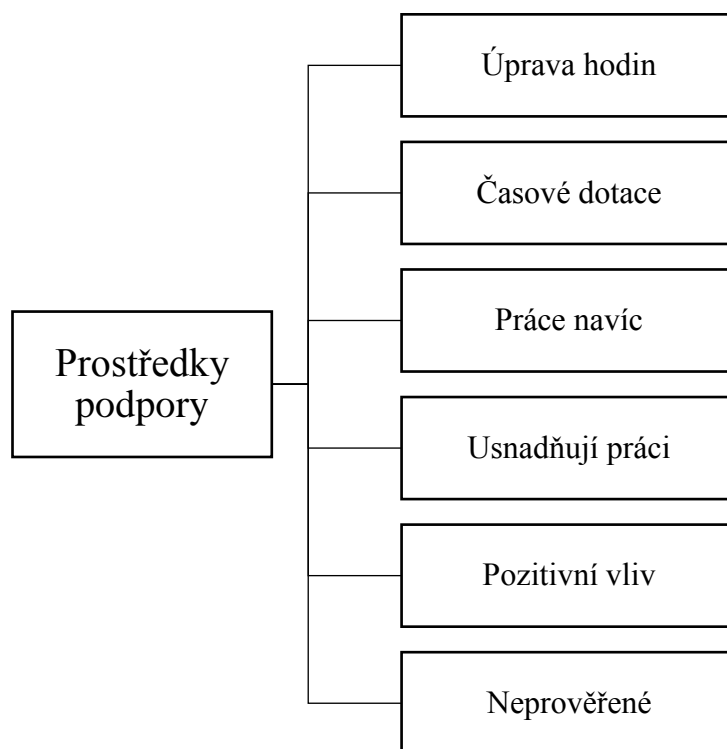 Úprava hodin
Časové dotace
Práce navíc
Prostředky
podpory
Usnadňují práci
Pozitivní vliv
Neprověřené